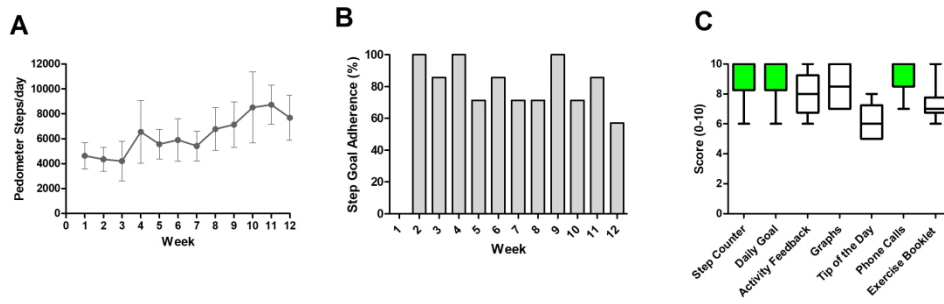 A
Pedometer Steps/day
12000
10000
8000
6000
4000
2000
0
0 1 2 3 4 5 6 7 8 9 10 11 12
Week
B
Step Goal Adherence (%)
100
80
60
40
20
0
1 2 3 4 5 6 7 8 9 10 11 12
Week
C
Score (0-10)
10
8
6
4
2
0
Step Counter
Daily Goal
Activity Feedback
Graphs
Tip of the Day
Phone Calls
Exercise Booklet